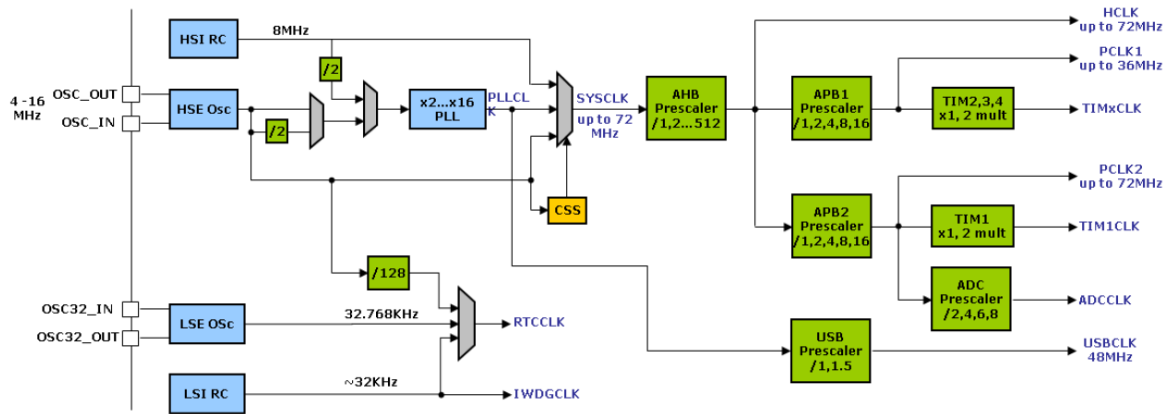 HSI RC
8MHz
/2
4 -16
MHz
OSC_OUT
OSC_IN
HSE Osc
/2
x2...x16
PLL
PLLCL
K
SYSCLK
up to 72
MHz
CSS
AHB
Prescaler
/1,2...512
HCLK
up to 72MHz
APB1
Prescaler
/1,2,4,8,16
PCLK1
up to 36MHz
TIM2,3,4
x1, 2 mult
TIMxCLK
APB2
Prescaler
/1,2,4,8,16
PCLK2
up to 72MHz
TIM1
x1, 2 mult
TIM1CLK
ADC
Prescaler
/2,4,6,8
ADCCLK
USB
Prescaler
/1,1.5
USBCLK
48MHz
/128
OSC32_IN
OSC32_OUT
LSE OSc
32.768KHz
RTCCLK
LSI RC
~32KHz
IWDGCLK